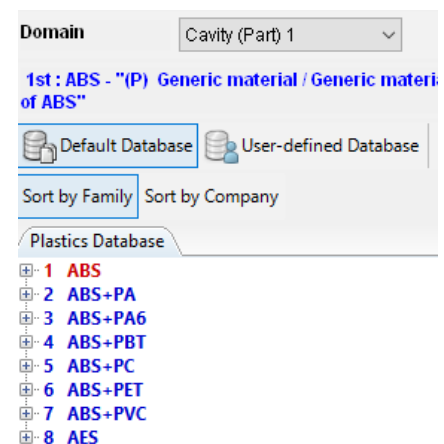 Domain Cavity (Part) 1
1st : ABS - "(P) Generic material / Generic materi
of ABS"
Default Database User-defined Database
Sort by Family Sort by Company
Plastics Database
1 ABS
2 ABS+PA
3 ABS+PA6
4 ABS+PBT
5 ABS+PC
6 ABS+PET
7 ABS+PVC
8 AES